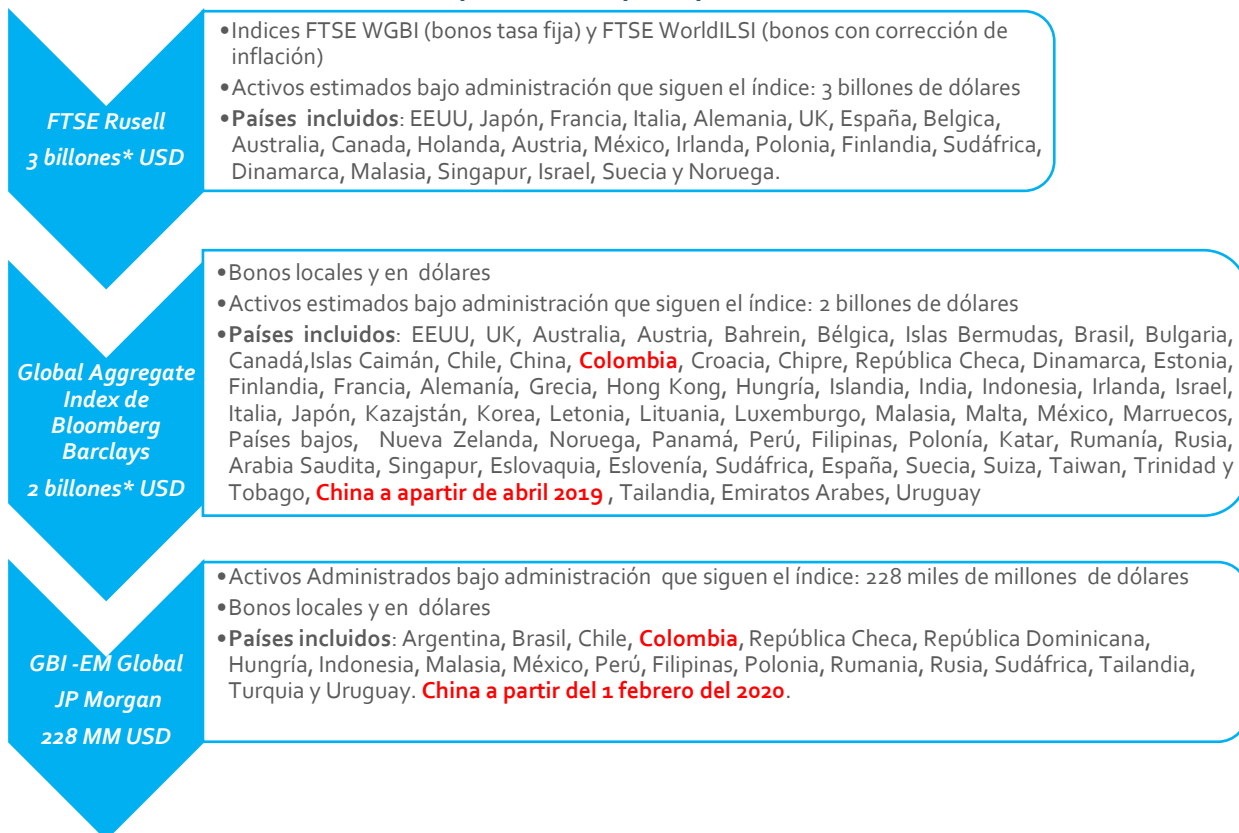 •Indices FTSE WGBI (bonos tasa fija) y FTSE WorldILSI (bonos con corrección de
inflación)
•Activos estimados bajo administración que siguen el índice: 3 billones de dólares
•Países incluidos: EEUU, Japón, Francia, Italia, Alemania, UK, España, Belgica,
Australia, Canada, Holanda, Austria, México, Irlanda, Polonia, Finlandia, Sudáfrica,
Dinamarca, Malasia, Singapur, Israel, Suecia y Noruega.
FTSE Rusell
3 billones* USD
•Bonos locales y en dólares
•Activos estimados bajo administración que siguen el índice: 2 billones de dólares
•Países incluidos: EEUU, UK, Australia, Austria, Bahrein, Bélgica, Islas Bermudas, Brasil, Bulgaria,
Canadá,Islas Caimán, Chile, China, Colombia, Croacia, Chipre, República Checa, Dinamarca, Estonia,
Finlandia, Francia, Alemanía, Grecia, Hong Kong, Hungría, Islandia, India, Indonesia, Irlanda, Israel,
Italia, Japón, Kazajstán, Korea, Letonia, Lituania, Luxemburgo, Malasia, Malta, México, Marruecos,
Países bajos, Nueva Zelanda, Noruega, Panamá, Perú, Filipinas, Polonía, Katar, Rumanía, Rusia,
Arabia Saudita, Singapur, Eslovaquia, Eslovenía, Sudáfrica, España, Suecia, Suiza, Taiwan, Trinidad y
Tobago, China a apartir de abril 2019 , Tailandia, Emiratos Arabes, Uruguay
Global Aggregate
Index de
Bloomberg
Barclays
2 billones* USD
•Activos Administrados bajo administración que siguen el índice: 228 miles de millones de dólares
•Bonos locales y en dólares
•Países incluidos: Argentina, Brasil, Chile, Colombia, República Checa, República Dominicana,
Hungría, Indonesia, Malasia, México, Perú, Filipinas, Polonia, Rumania, Rusia, Sudáfrica, Tailandia,
Turquia y Uruguay. China a partir del 1 febrero del 2020.
GBI -EM Global
JP Morgan
228 MM USD